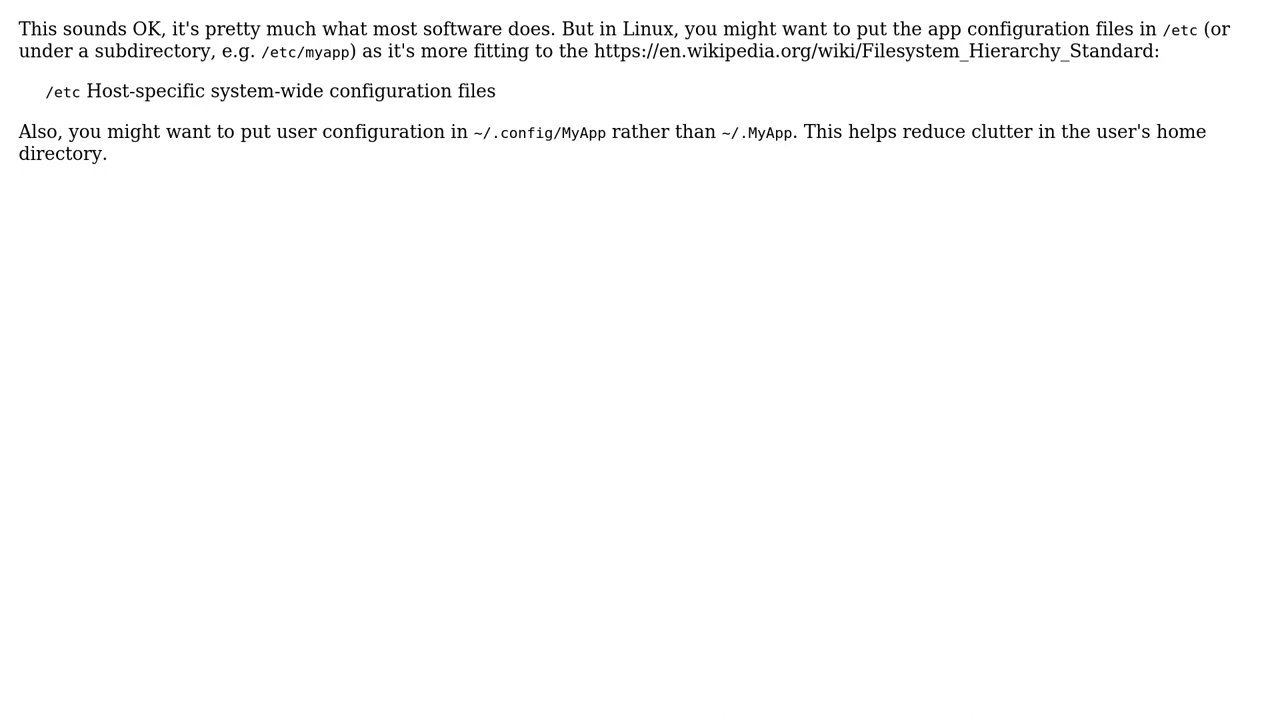 This sounds OK, it's pretty much what most software does. But in Linux, you might want to put the app configuration files in /etc (or
under a subdirectory, e.g. /etc/myapp) as it's more fitting to the https://en.wikipedia.org/wiki/Filesystem_Hierarchy_Standard:
/etc Host-specific system-wide configuration files
Also, you might want to put user configuration in ~/.config/MyApp rather than ~/.MyApp. This helps reduce clutter in the user's home
directory.